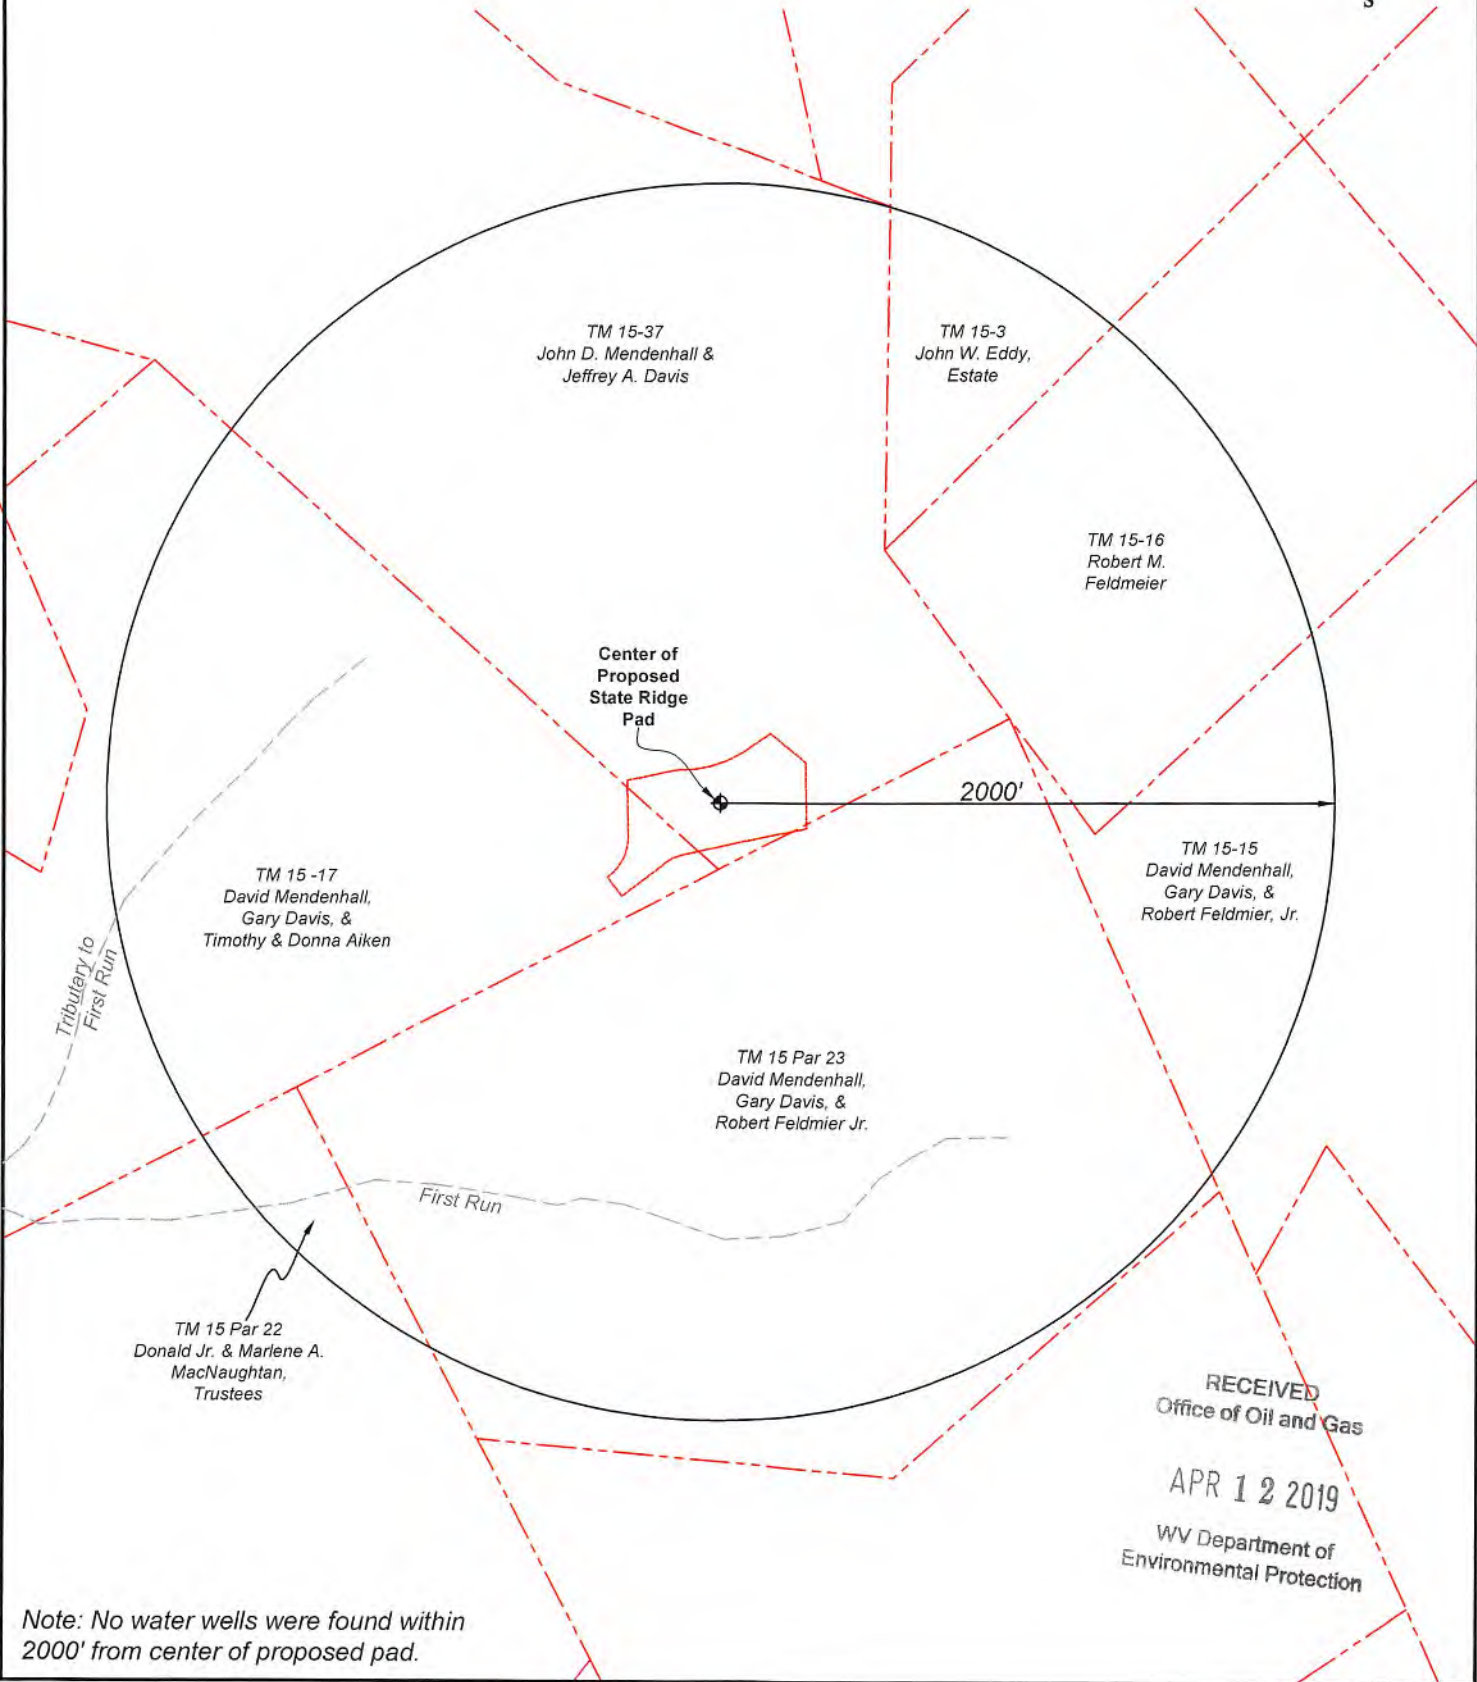 S
TM 15-37
John D. Mendenhall &
Jeffrey A. Davis
TM 15-3
John W. Eddy,
Estate
TM 15-16
Robert M.
Feldmeier
Center of
Proposed
State Ridge
Pad
2000'
TM 15-15
David Mendenhall,
Gary Davis, &
Robert Feldmier, Jr.
TM 15 -17
David Mendenhall,
Gary Davis, &
Timothy & Donna Aiken
Tributary to
First Run
TM 15 Par 23
David Mendenhall,
Gary Davis, &
Robert Feldmier Jr.
First Run
TM 15 Par 22
Donald Jr. & Marlene A.
MacNaughtan,
Trustees
RECEIVED
Office of Oil and Gas
APR 12 2019
WV Department of
Environmental Protection
Note: No water wells were found within
2000' from center of proposed pad.